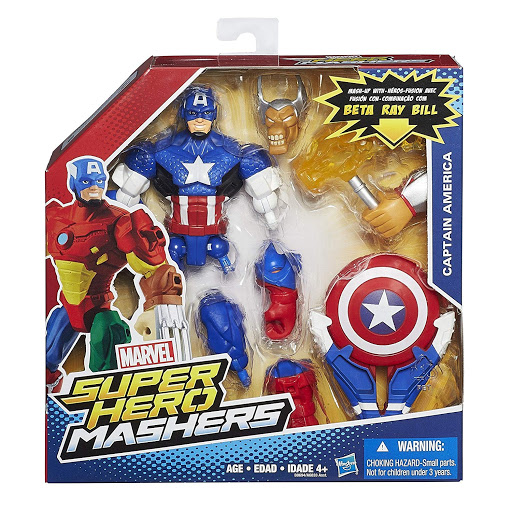 MASH-UP WITH • HÉROS-FUSION AVEC
FUSIÓN CON • COMBINAÇÃO COM
BETA RAY BILL
CAPTAIN AMERICA
A
MARVEL
SUPER
HERO
MASHERS
AGE • EDAD • IDADE 4+
Hasbro
WARNING:
CHOKING HAZARD-Small parts.
Not for children under 3 years.